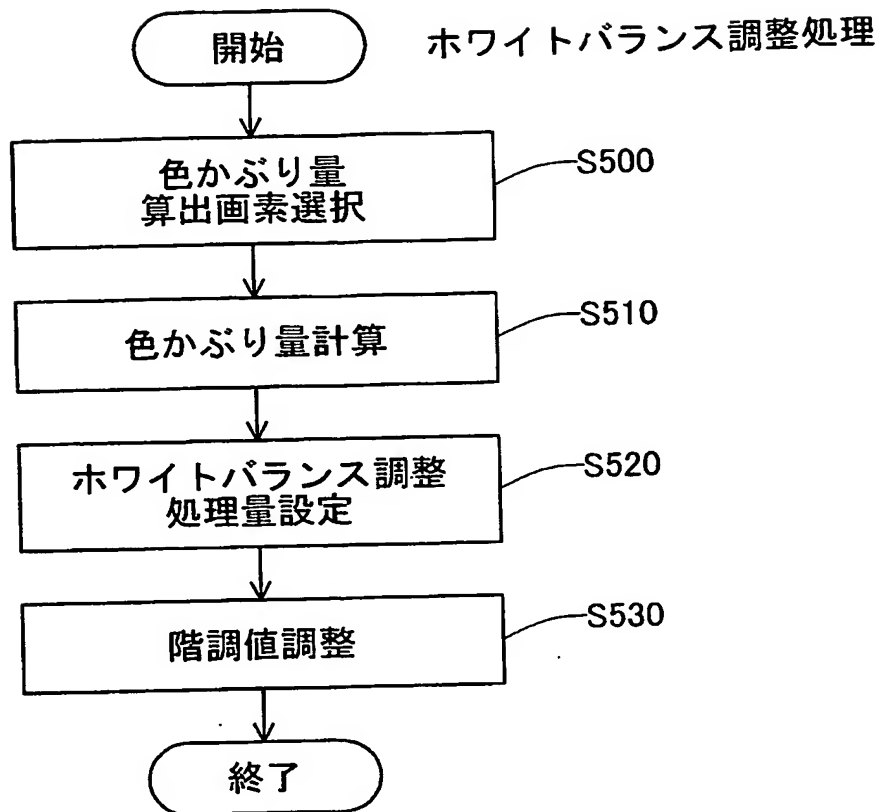 開始
ホワイトバランス調整処理
色かぶり量
算出画素選択
S500
色かぶり量計算
S510
ホワイトバランス調整
処理量設定
S520
階調値調整
S530
終了